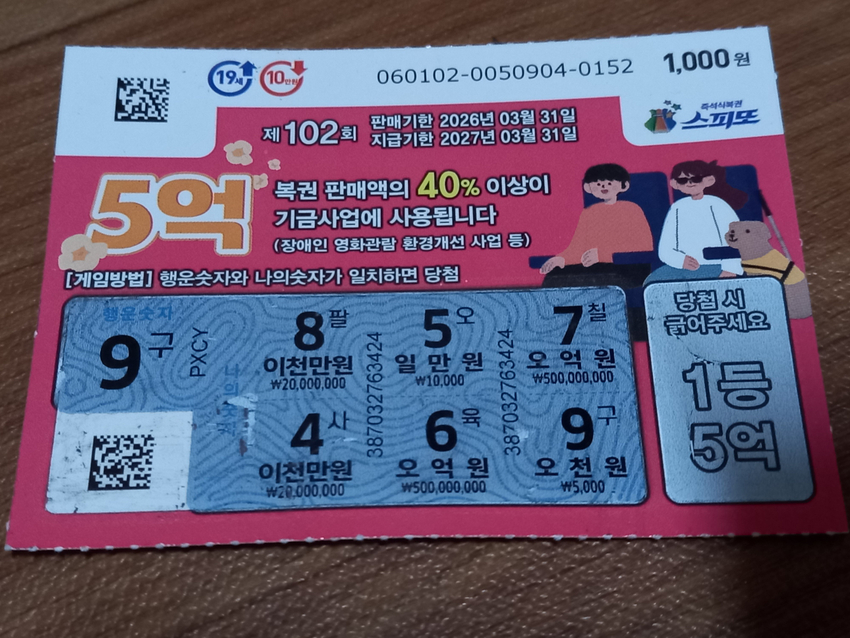 19세
10만원
060102-0050904-0152
1,000원
제102회
판매기한 2026년 03월 31일
지급기한 2027년 03월 31일
즉석식복권
스피또
5억
복권 판매액의 40% 이상이
기금사업에 사용됩니다
(장애인 영화관람 환경개선 사업 등)
[게임방법] 행운숫자와 나의숫자가 일치하면 당첨
행운숫자
9 구
PXCY
나의숫자
8 팔
이천만원
₩20,000,000
387032763424
5 오
일만원
₩10,000
387032763424
7 칠
오억원
₩500,000,000
4 사
이천만원
₩20,000,000
6 육
오억원
₩500,000,000
9 구
오천원
₩5,000
당첨 시
긁어주세요
1등
5억